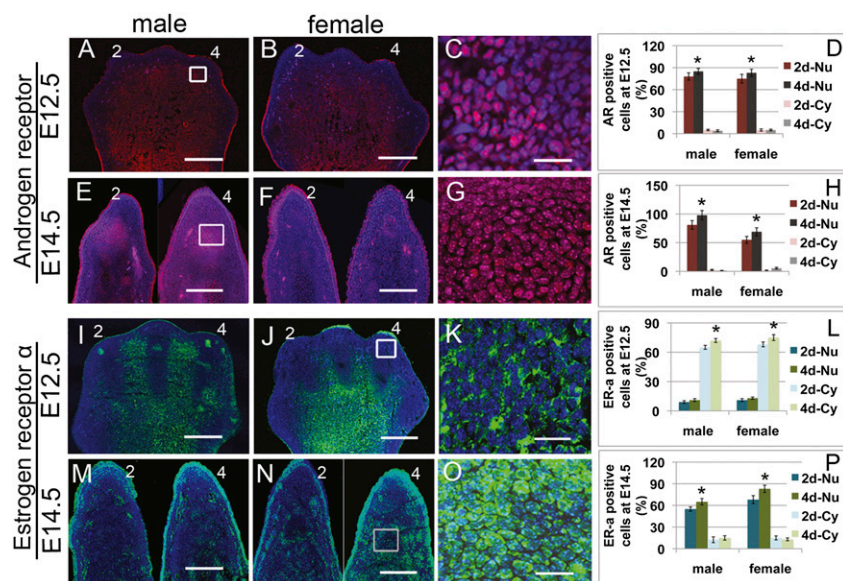 male female
Androgen receptor
E12.5
E14.5
Estrogen receptor α
E12.5
E14.5
A 2 4
B 2 4
C
D
AR positive
cells at E12.5
(%)
120
90
60
30
0
* *
male female
2d-Nu
4d-Nu
2d-Cy
4d-Cy
E 2 4
F 2 4
G
H
AR positive
cells at E14.5
(%)
150
100
50
0
* *
male female
2d-Nu
4d-Nu
2d-Cy
4d-Cy
I 2 4
J 2 4
K
L
ER-a positive
cells at E12.5
(%)
90
60
30
0
* *
male female
2d-Nu
4d-Nu
2d-Cy
4d-Cy
M 2 4
N 2 4
O
P
ER-a positive
cells at E14.5
(%)
120
90
60
30
0
* *
male female
2d-Nu
4d-Nu
2d-Cy
4d-Cy